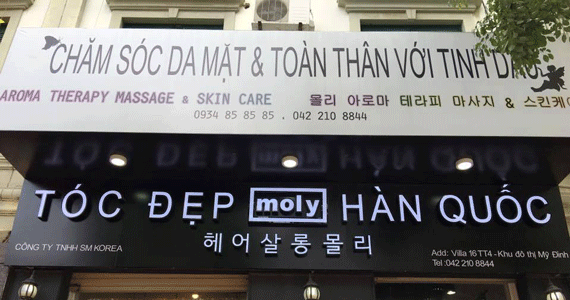 CHĂM SÓC DA MẶT & TOÀN THÂN VỚI TINH DẦU
AROMA THERAPY MASSAGE & SKIN CARE 몰리 아로마 테라피 마사지 & 스킨케어
0934 85 85 85 . 042 210 8844
TÓC ĐẸP moly HÀN QUỐC
헤어살롱몰리
CÔNG TY TNHH SM KOREA
Add: Villa 16 TT4 - Khu đô thị Mỹ Đình
Tel :042 210 8844